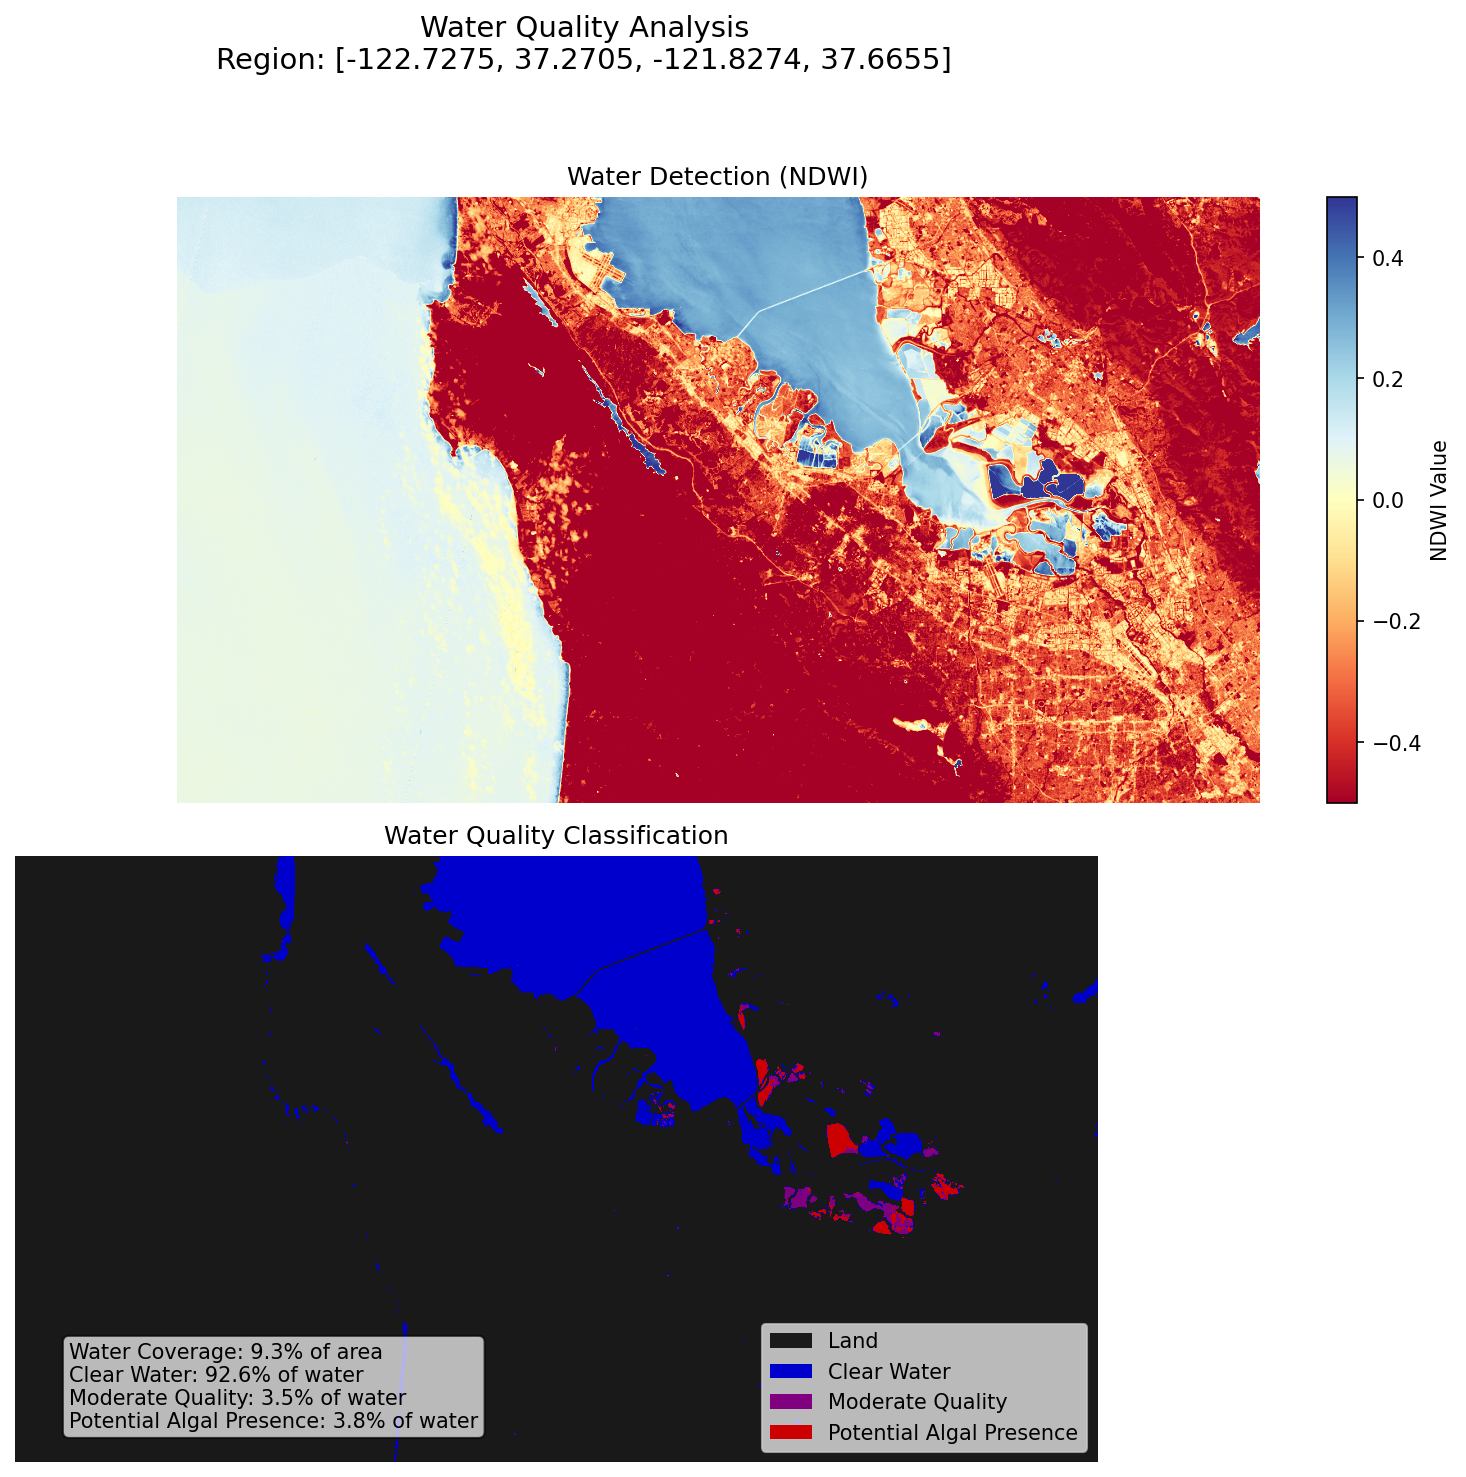 Water Quality Analysis
Region: [-122.7275, 37.2705, -121.8274, 37.6655]
Water Detection (NDWI)
0.4
0.2
0.0
−0.2
−0.4
NDWI Value
Water Quality Classification
Water Coverage: 9.3% of area
Clear Water: 92.6% of water
Moderate Quality: 3.5% of water
Potential Algal Presence: 3.8% of water
Land
Clear Water
Moderate Quality
Potential Algal Presence